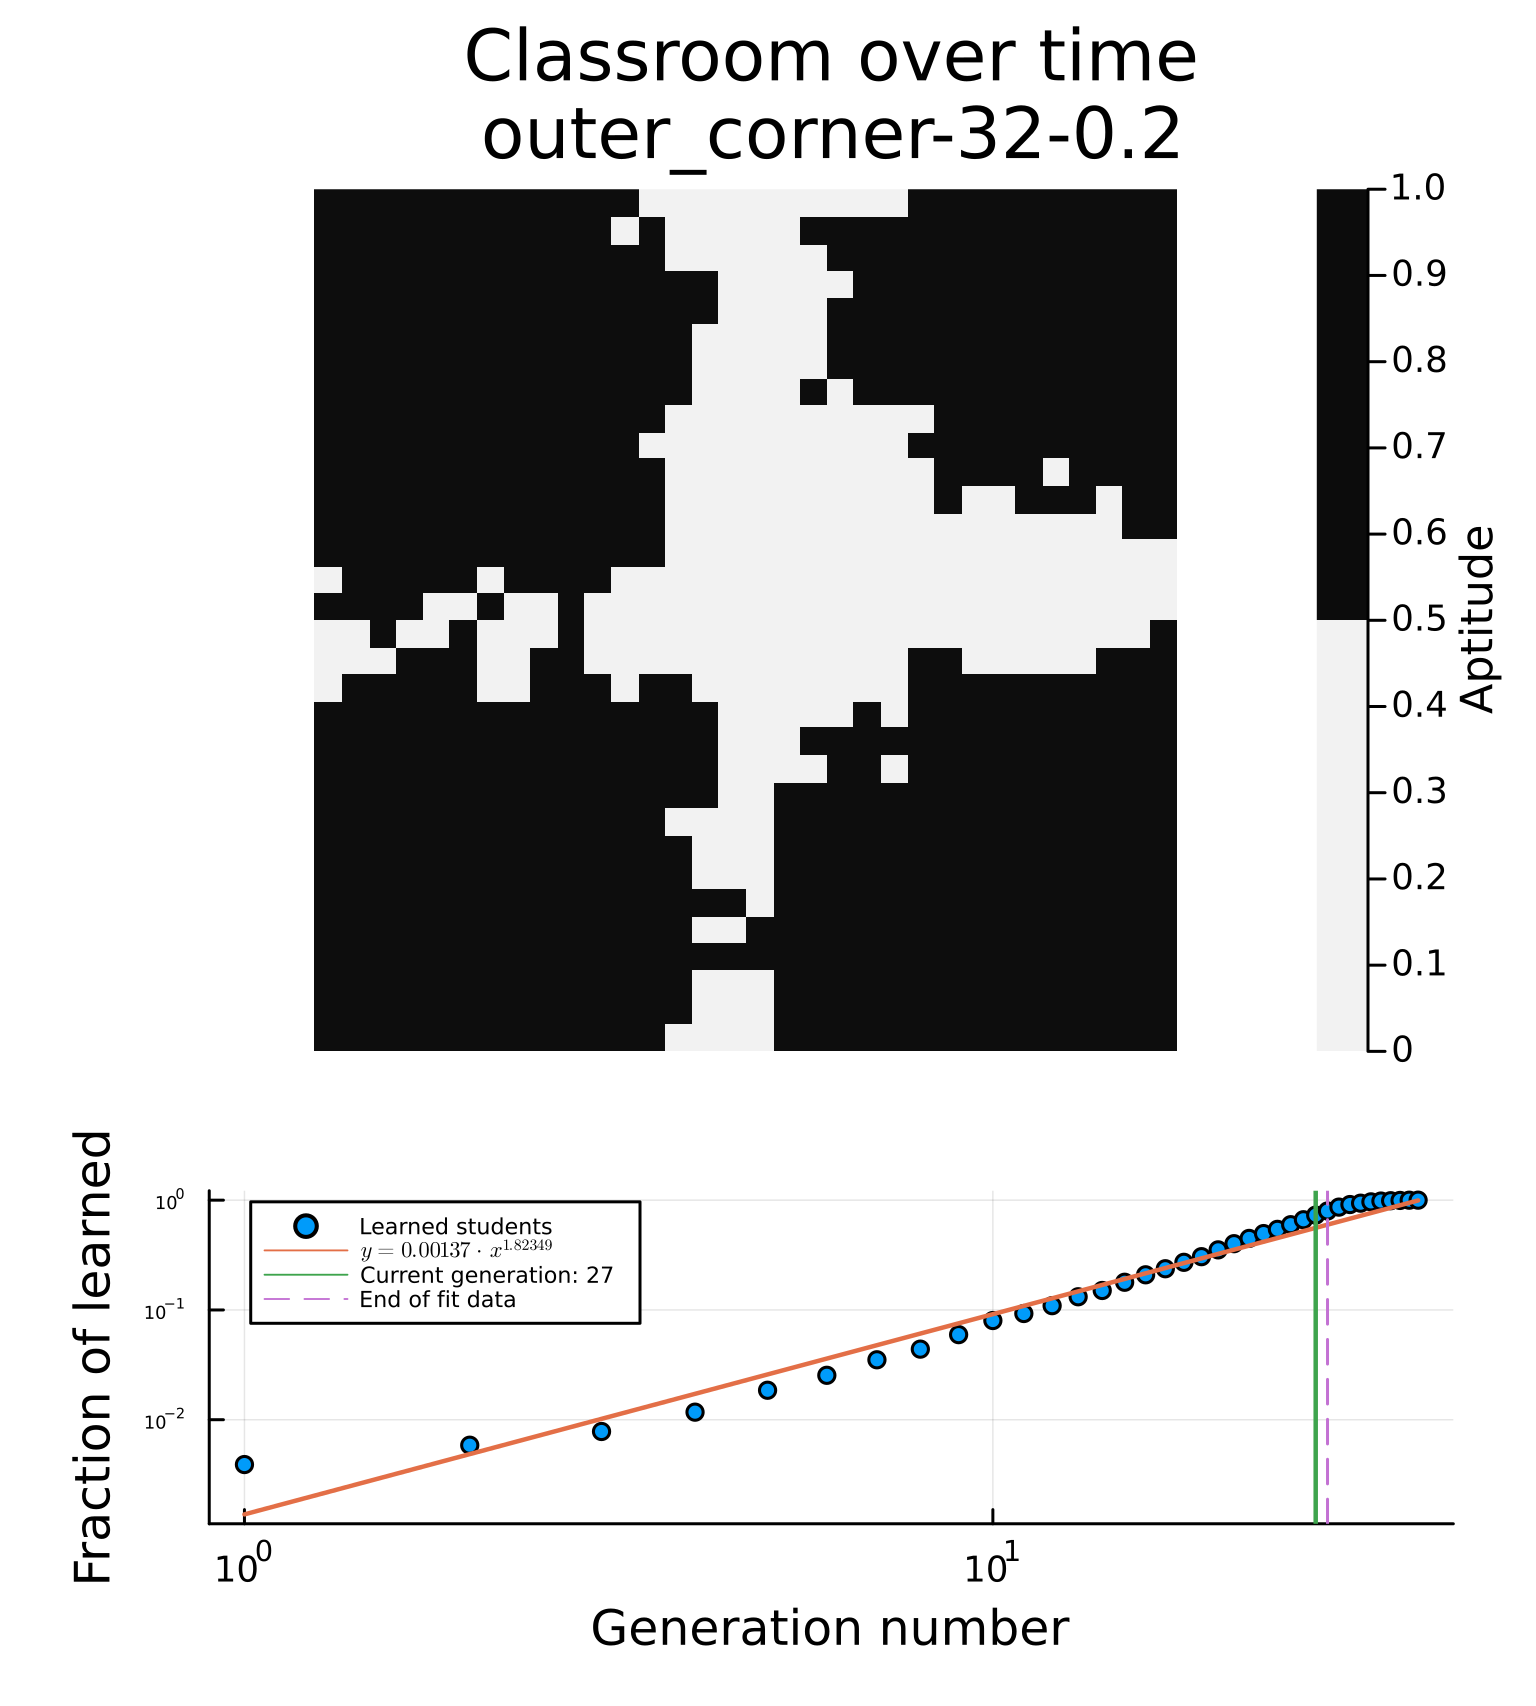 Classroom over time
outer_corner-32-0.2
1.0
0.9
0.8
0.7
0.6
0.5
0.4
0.3
0.2
0.1
0
Aptitude
Fraction of learned
10⁰
10⁻¹
10⁻²
Learned students
y = 0.00137 · x^1.82349
Current generation: 27
End of fit data
10⁰
10¹
Generation number